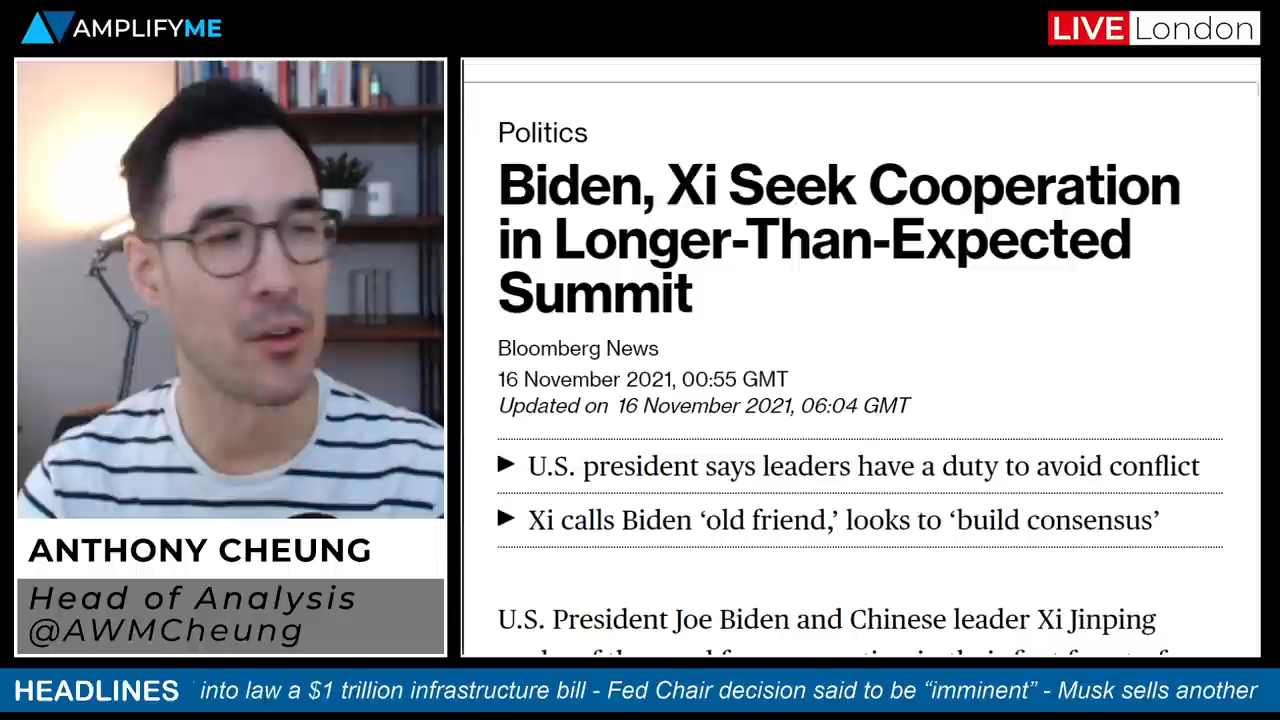 AMPLIFYME
LIVE London
Politics
Biden, Xi Seek Cooperation
in Longer-Than-Expected
Summit
Bloomberg News
16 November 2021, 00:55 GMT
Updated on 16 November 2021, 06:04 GMT
U.S. president says leaders have a duty to avoid conflict
Xi calls Biden ‘old friend,’ looks to ‘build consensus’
U.S. President Joe Biden and Chinese leader Xi Jinping
ANTHONY CHEUNG
Head of Analysis
@AWMCheung
HEADLINES into law a $1 trillion infrastructure bill - Fed Chair decision said to be “imminent” - Musk sells another